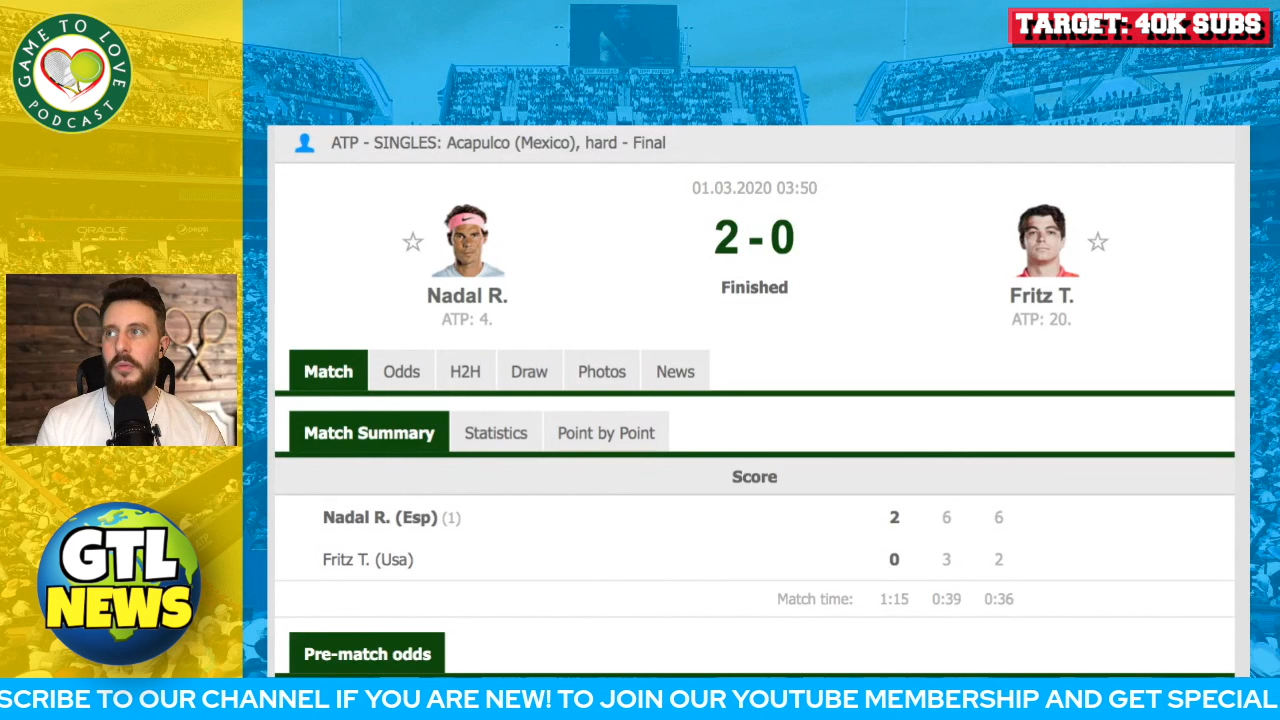 GAME TO LOVE
PODCAST
TARGET: 40K SUBS
ATP - SINGLES: Acapulco (Mexico), hard - Final
01.03.2020 03:50
2 - 0
Finished
Nadal R.
ATP: 4.
Fritz T.
ATP: 20.
Match Odds H2H Draw Photos News
Match Summary Statistics Point by Point
Score
Nadal R. (Esp) (1) 2 6 6
Fritz T. (Usa) 0 3 2
Match time: 1:15 0:39 0:36
Pre-match odds
ORACLE
pepsi
GTL
NEWS
SCRIBE TO OUR CHANNEL IF YOU ARE NEW! TO JOIN OUR YOUTUBE MEMBERSHIP AND GET SPECIAL